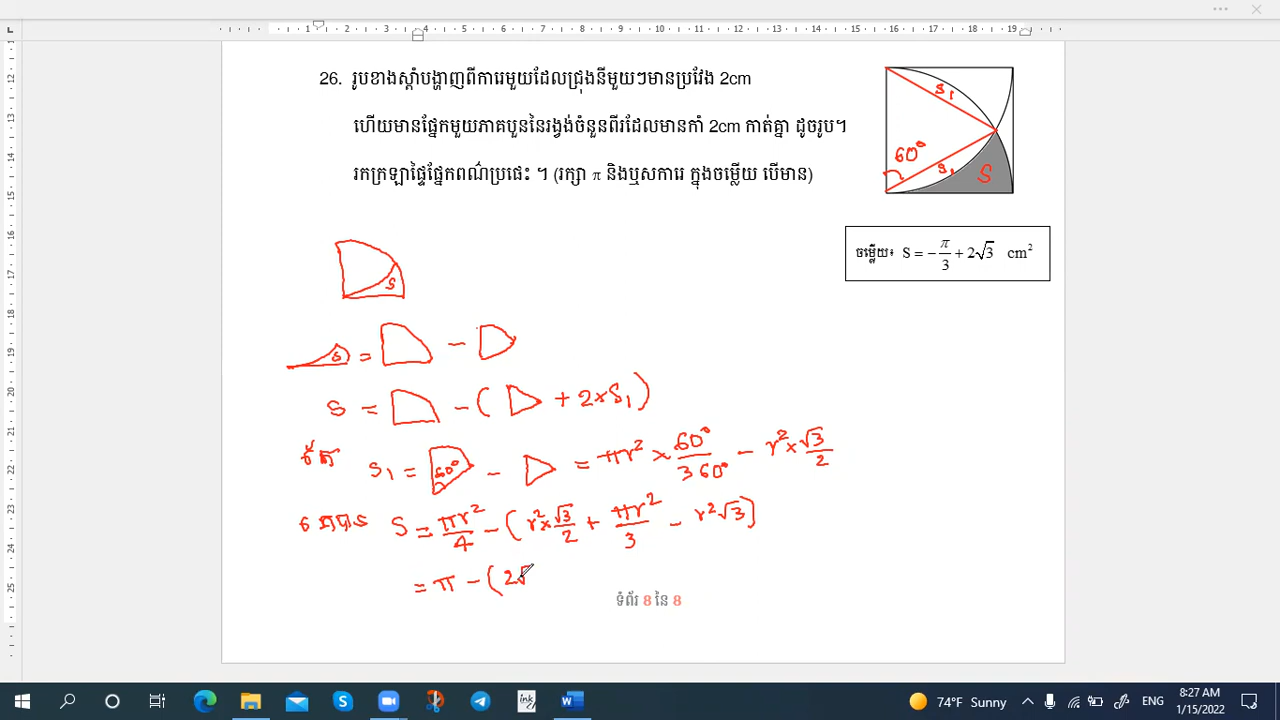 26. រូបខាងស្តាំបង្ហាញពីការេមួយដែលជ្រុងនីមួយៗមានប្រវែង 2cm
ហើយមានផ្នែកមួយភាគបួននៃរង្វង់ចំនួនពីរដែលមានកាំ 2cm កាត់គ្នា ដូចរូប។
រកក្រឡាផ្ទៃផ្នែកពណ៌ប្រផេះ ។ (រក្សា π និងឬសការេ ក្នុងចម្លើយ បើមាន)
S₁
60°
S₁
S
ចម្លើយ៖ S = −π/3 + 2√3 cm²
S
S = −
S = − ( + 2×S₁)
S₁ = 60° − = πr² × 60°/360° − r²×√3/2
S = πr²/4 − (r²×√3/2 + πr²/3 − r²√3)
= π − (2√
ទំព័រ 8 នៃ 8
74°F Sunny
ENG
8:27 AM
1/15/2022